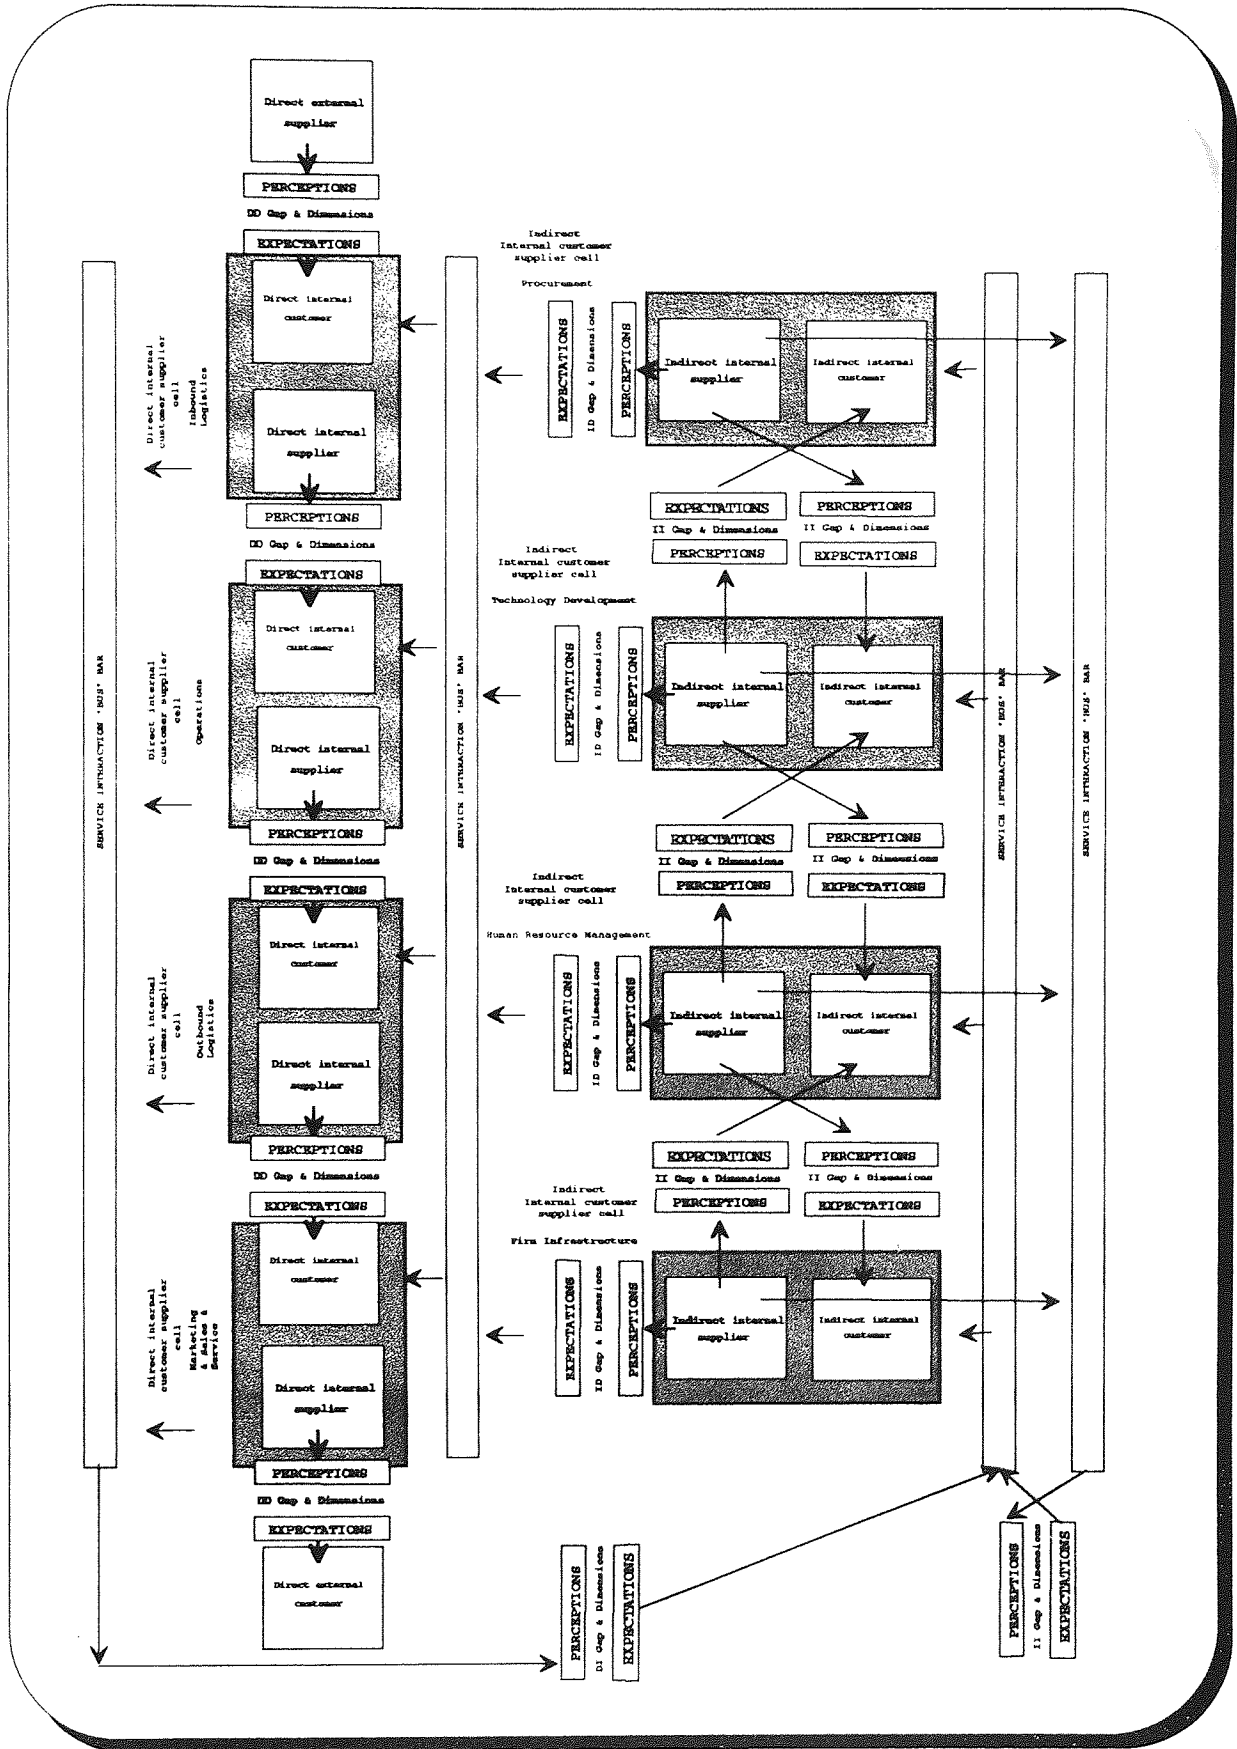 Direct external
supplier
PERCEPTIONS
DD Gap & Dimensions
EXPECTATIONS
Direct internal
customer
Direct internal
supplier
PERCEPTIONS
DD Gap & Dimensions
EXPECTATIONS
Direct internal
customer
Direct internal
supplier
PERCEPTIONS
DD Gap & Dimensions
EXPECTATIONS
Direct internal
customer
Direct internal
supplier
PERCEPTIONS
DD Gap & Dimensions
EXPECTATIONS
Direct internal
customer
Direct internal
supplier
PERCEPTIONS
DD Gap & Dimensions
EXPECTATIONS
Direct external
customer
SERVICE INTERACTION 'BUS' BAR
Direct internal
customer supplier
cell
Inbound
Logistics
Direct internal
customer supplier
cell
Operations
Direct internal
customer supplier
cell
Outbound
Logistics
Direct internal
customer supplier
cell
Marketing
& Sales &
Service
SERVICE INTERACTION 'BUS' BAR
Indirect
Internal customer
supplier cell
Procurement
EXPECTATIONS
ID Gap & Dimensions
PERCEPTIONS
Indirect internal
supplier
Indirect internal
customer
EXPECTATIONS
II Gap & Dimensions
PERCEPTIONS
PERCEPTIONS
II Gap & Dimensions
EXPECTATIONS
Indirect
Internal customer
supplier cell
Technology Development
EXPECTATIONS
ID Gap & Dimensions
PERCEPTIONS
Indirect internal
supplier
Indirect internal
customer
EXPECTATIONS
II Gap & Dimensions
PERCEPTIONS
PERCEPTIONS
II Gap & Dimensions
EXPECTATIONS
Indirect
Internal customer
supplier cell
Human Resource Management
EXPECTATIONS
ID Gap & Dimensions
PERCEPTIONS
Indirect internal
supplier
Indirect internal
customer
EXPECTATIONS
II Gap & Dimensions
PERCEPTIONS
PERCEPTIONS
II Gap & Dimensions
EXPECTATIONS
Indirect
Internal customer
supplier cell
Firm Infrastructure
EXPECTATIONS
ID Gap & Dimensions
PERCEPTIONS
Indirect internal
supplier
Indirect internal
customer
SERVICE INTERACTION 'BUS' BAR
SERVICE INTERACTION 'BUS' BAR
PERCEPTIONS
DI Gap & Dimensions
EXPECTATIONS
PERCEPTIONS
II Gap & Dimensions
EXPECTATIONS